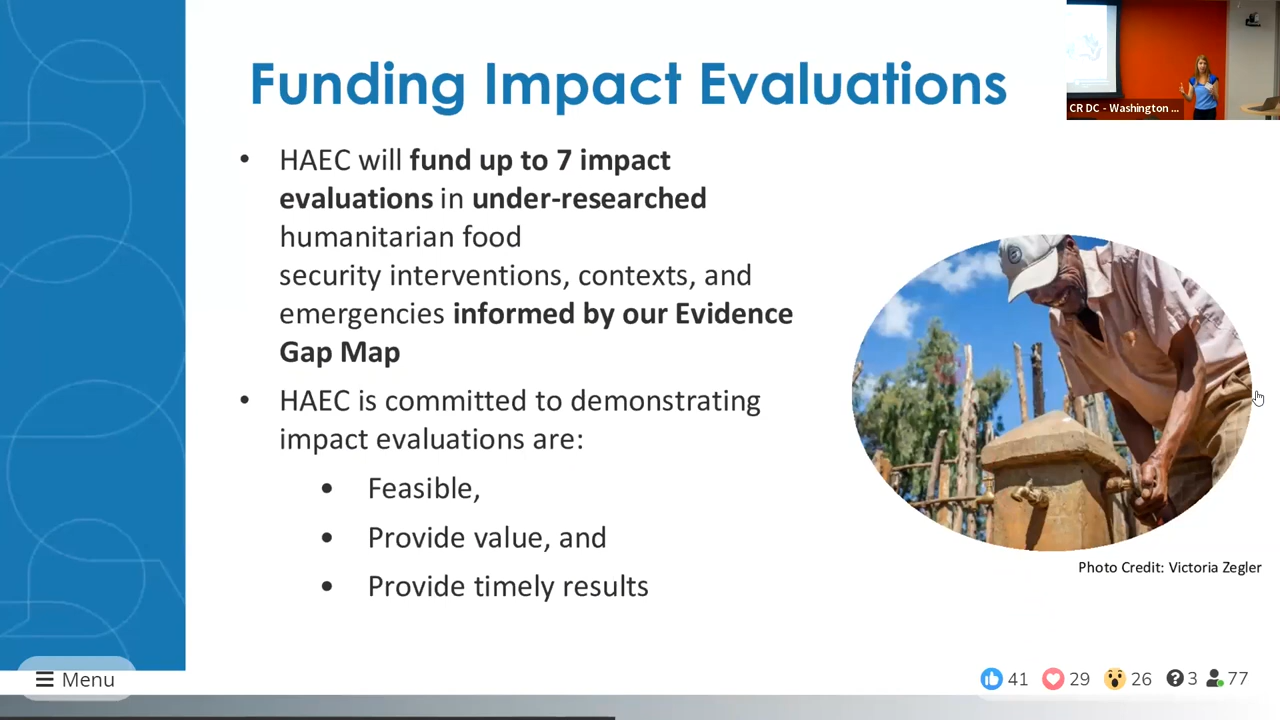 Funding Impact Evaluations
CR DC - Washington ...
• HAEC will fund up to 7 impact
evaluations in under-researched
humanitarian food
security interventions, contexts, and
emergencies informed by our Evidence
Gap Map
• HAEC is committed to demonstrating
impact evaluations are:
• Feasible,
• Provide value, and
• Provide timely results
Photo Credit: Victoria Zegler
Menu
41 29 26 3 77